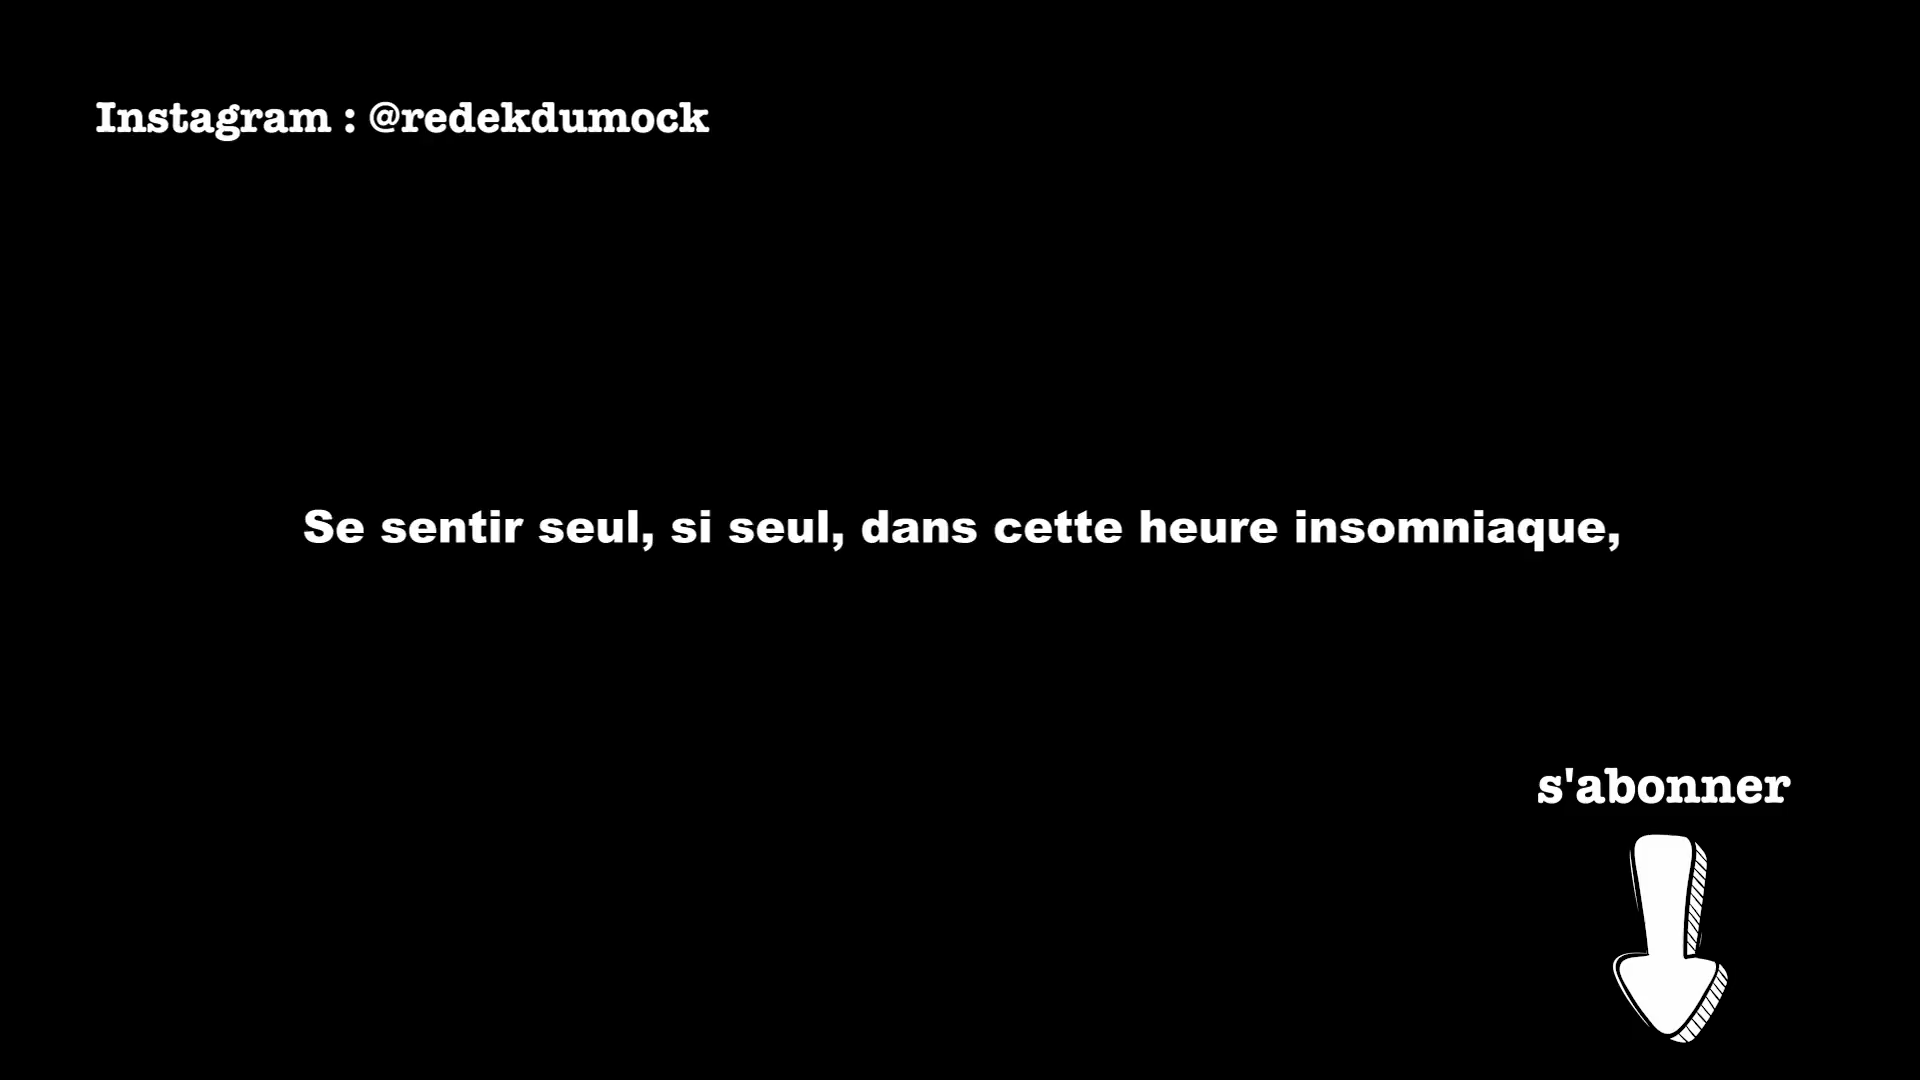 Instagram : @redekdumock
Se sentir seul, si seul, dans cette heure insomniaque,
s'abonner